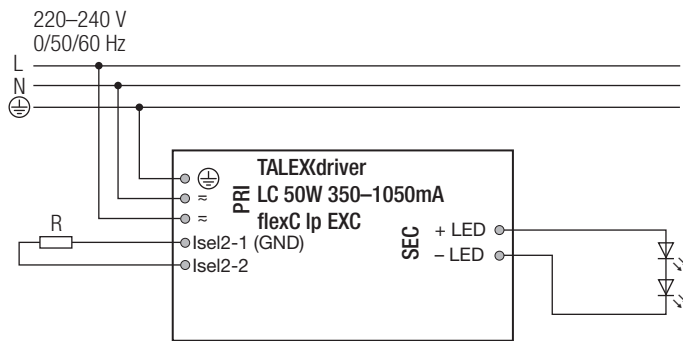 220–240 V
0/50/60 Hz
L
N
TALEXXdriver
PRI
LC 50W 350–1050mA
≂
≂
flexC lp EXC
R
Isel2-1 (GND)
Isel2-2
SEC
+ LED
– LED